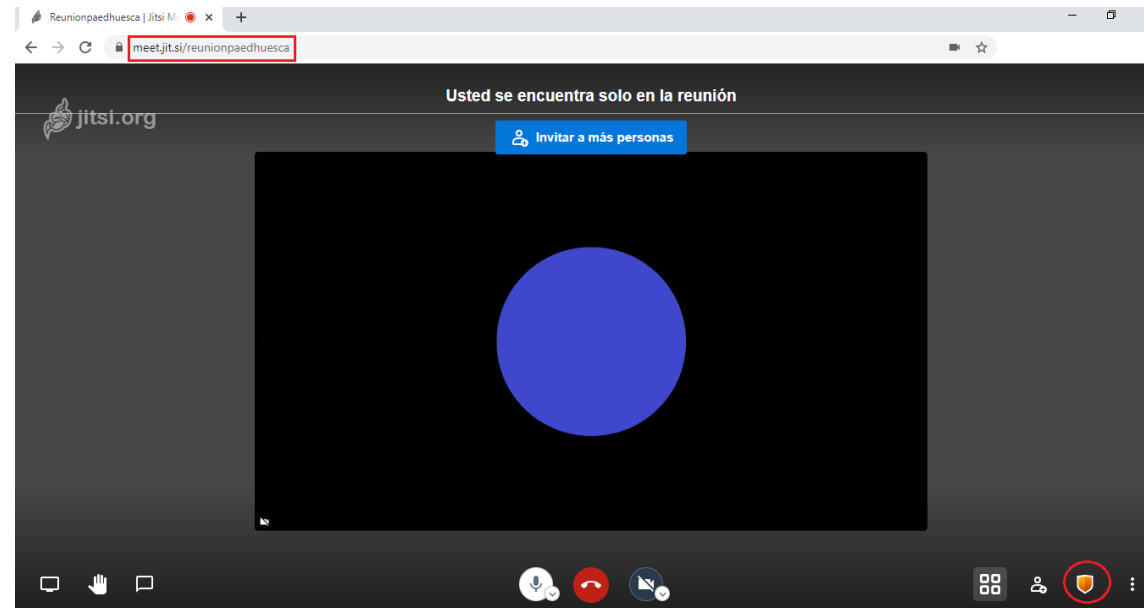 Reunionpaedhuesca | Jitsi M
meet.jit.si/reunionpaedhuesca
Usted se encuentra solo en la reunión
jitsi.org
Invitar a más personas